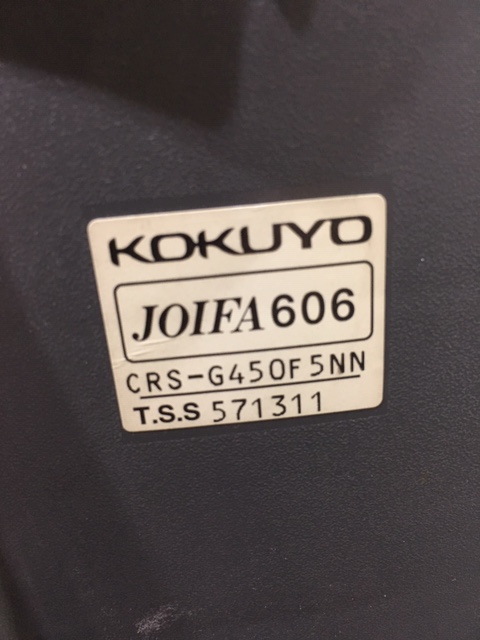 KOKUYO
JOIFA 606
CRS-G450F5NN
T.S.S 571311